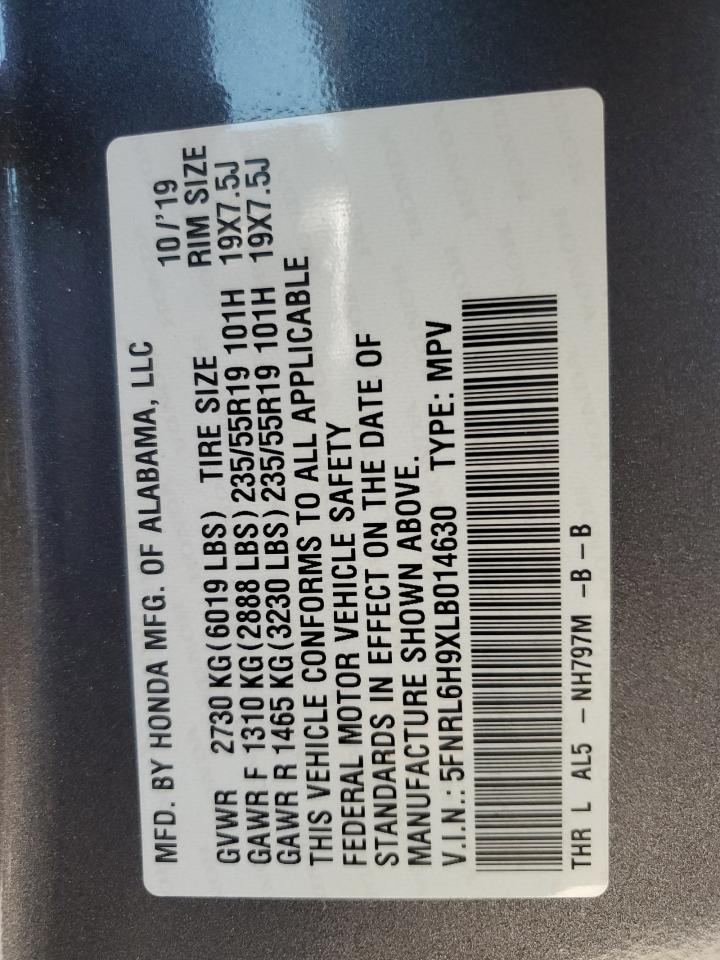 MFD. BY HONDA MFG. OF ALABAMA, LLC 10/'19
GVWR 2730 KG(6019 LBS) TIRE SIZE RIM SIZE
GAWR F 1310 KG(2888 LBS) 235/55R19 101H 19X7.5J
GAWR R 1465 KG(3230 LBS) 235/55R19 101H 19X7.5J
THIS VEHICLE CONFORMS TO ALL APPLICABLE
FEDERAL MOTOR VEHICLE SAFETY
STANDARDS IN EFFECT ON THE DATE OF
MANUFACTURE SHOWN ABOVE.
V.I.N.: 5FNRL6H9XLB014630 TYPE: MPV
THR L AL5 - NH797M -B - B